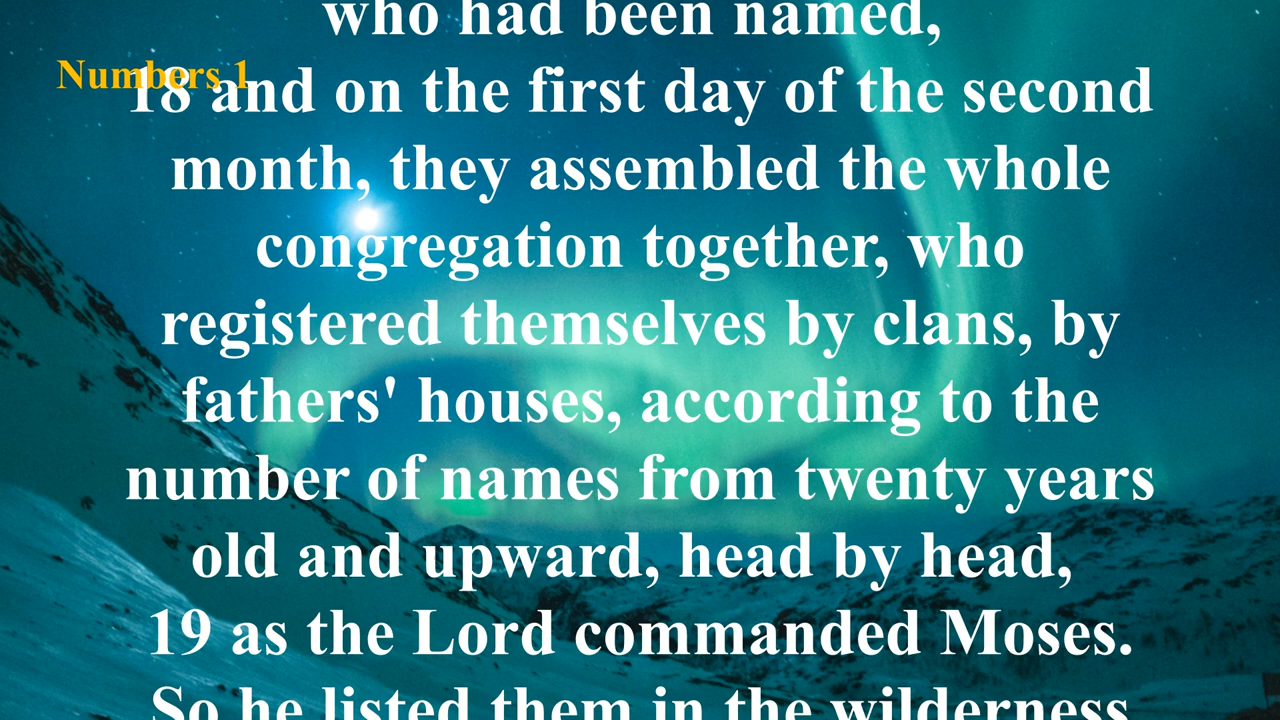 who had been named,
Numbers 1
18 and on the first day of the second
month, they assembled the whole
congregation together, who
registered themselves by clans, by
fathers' houses, according to the
number of names from twenty years
old and upward, head by head,
19 as the Lord commanded Moses.
So he listed them in the wilderness